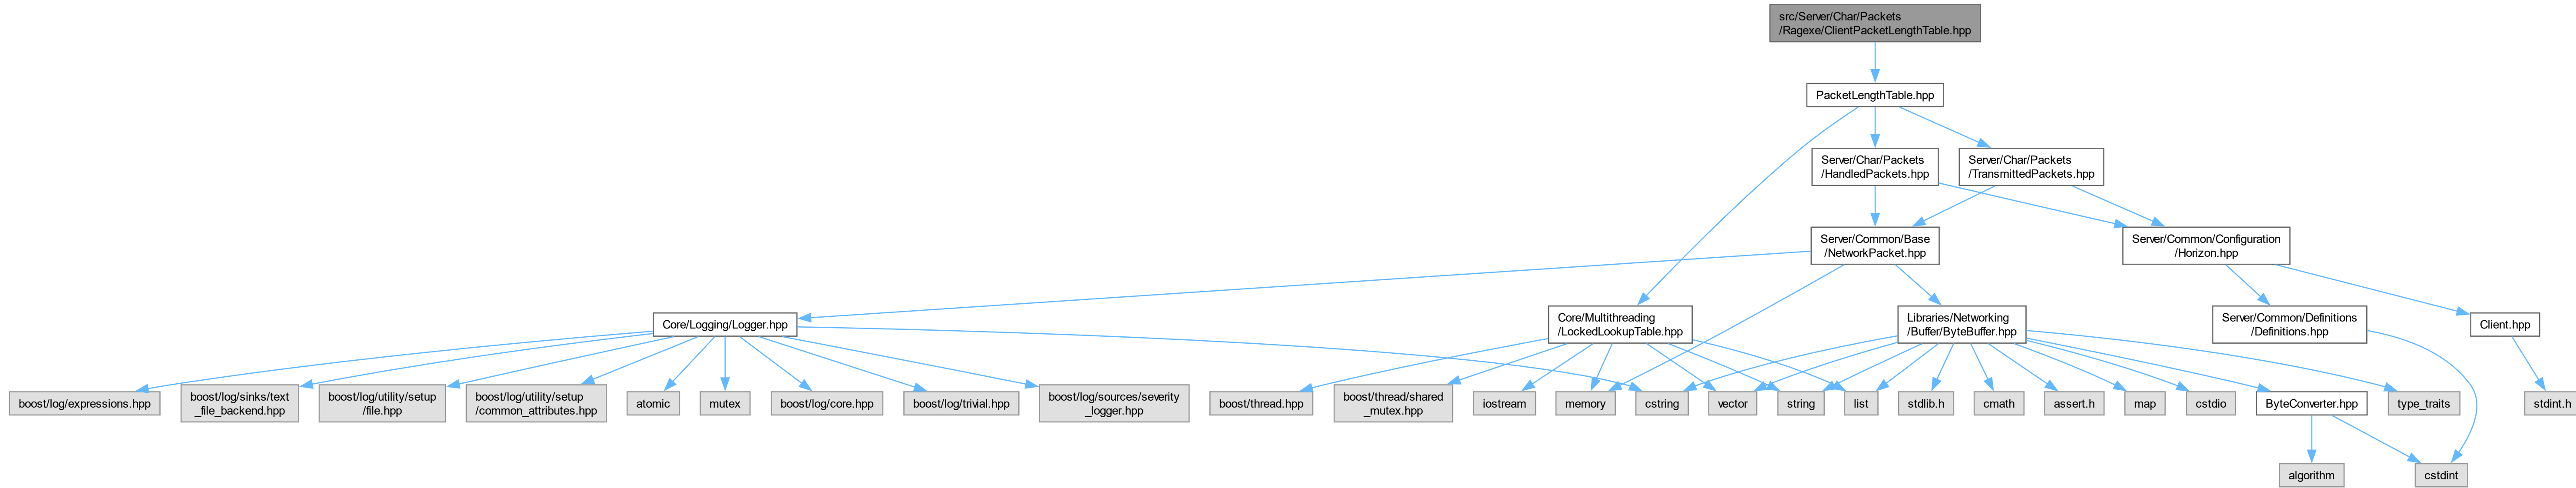 src/Server/Char/Packets
/Ragexe/ClientPacketLengthTable.hpp
PacketLengthTable.hpp
Server/Char/Packets
/HandledPackets.hpp
Server/Char/Packets
/TransmittedPackets.hpp
Server/Common/Base
/NetworkPacket.hpp
Server/Common/Configuration
/Horizon.hpp
Core/Logging/Logger.hpp
Core/Multithreading
/LockedLookupTable.hpp
Libraries/Networking
/Buffer/ByteBuffer.hpp
Server/Common/Definitions
/Definitions.hpp
Client.hpp
boost/log/expressions.hpp
boost/log/sinks/text
_file_backend.hpp
boost/log/utility/setup
/file.hpp
boost/log/utility/setup
/common_attributes.hpp
atomic
mutex
boost/log/core.hpp
boost/log/trivial.hpp
boost/log/sources/severity
_logger.hpp
boost/thread.hpp
boost/thread/shared
_mutex.hpp
iostream
memory
cstring
vector
string
list
stdlib.h
cmath
assert.h
map
cstdio
ByteConverter.hpp
type_traits
stdint.h
algorithm
cstdint